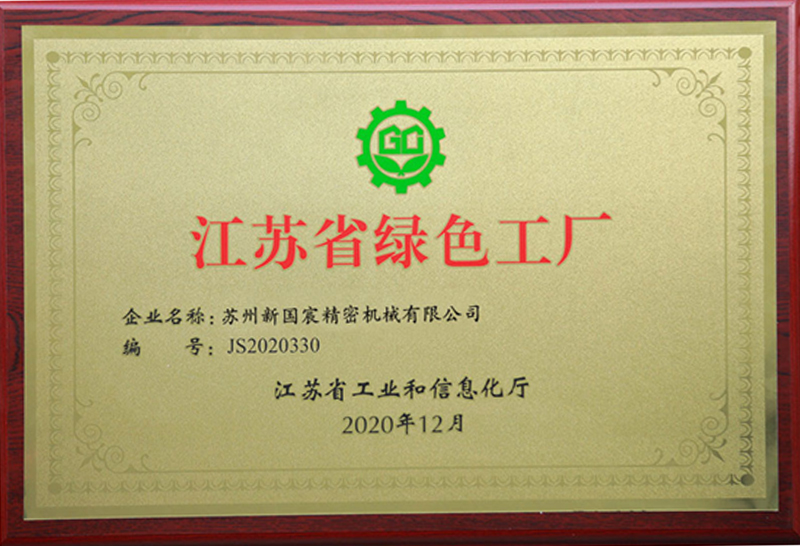 GC
江苏省绿色工厂
企业名称：苏州新国宸精密机械有限公司
编 号：JS2020330
江苏省工业和信息化厅
2020年12月